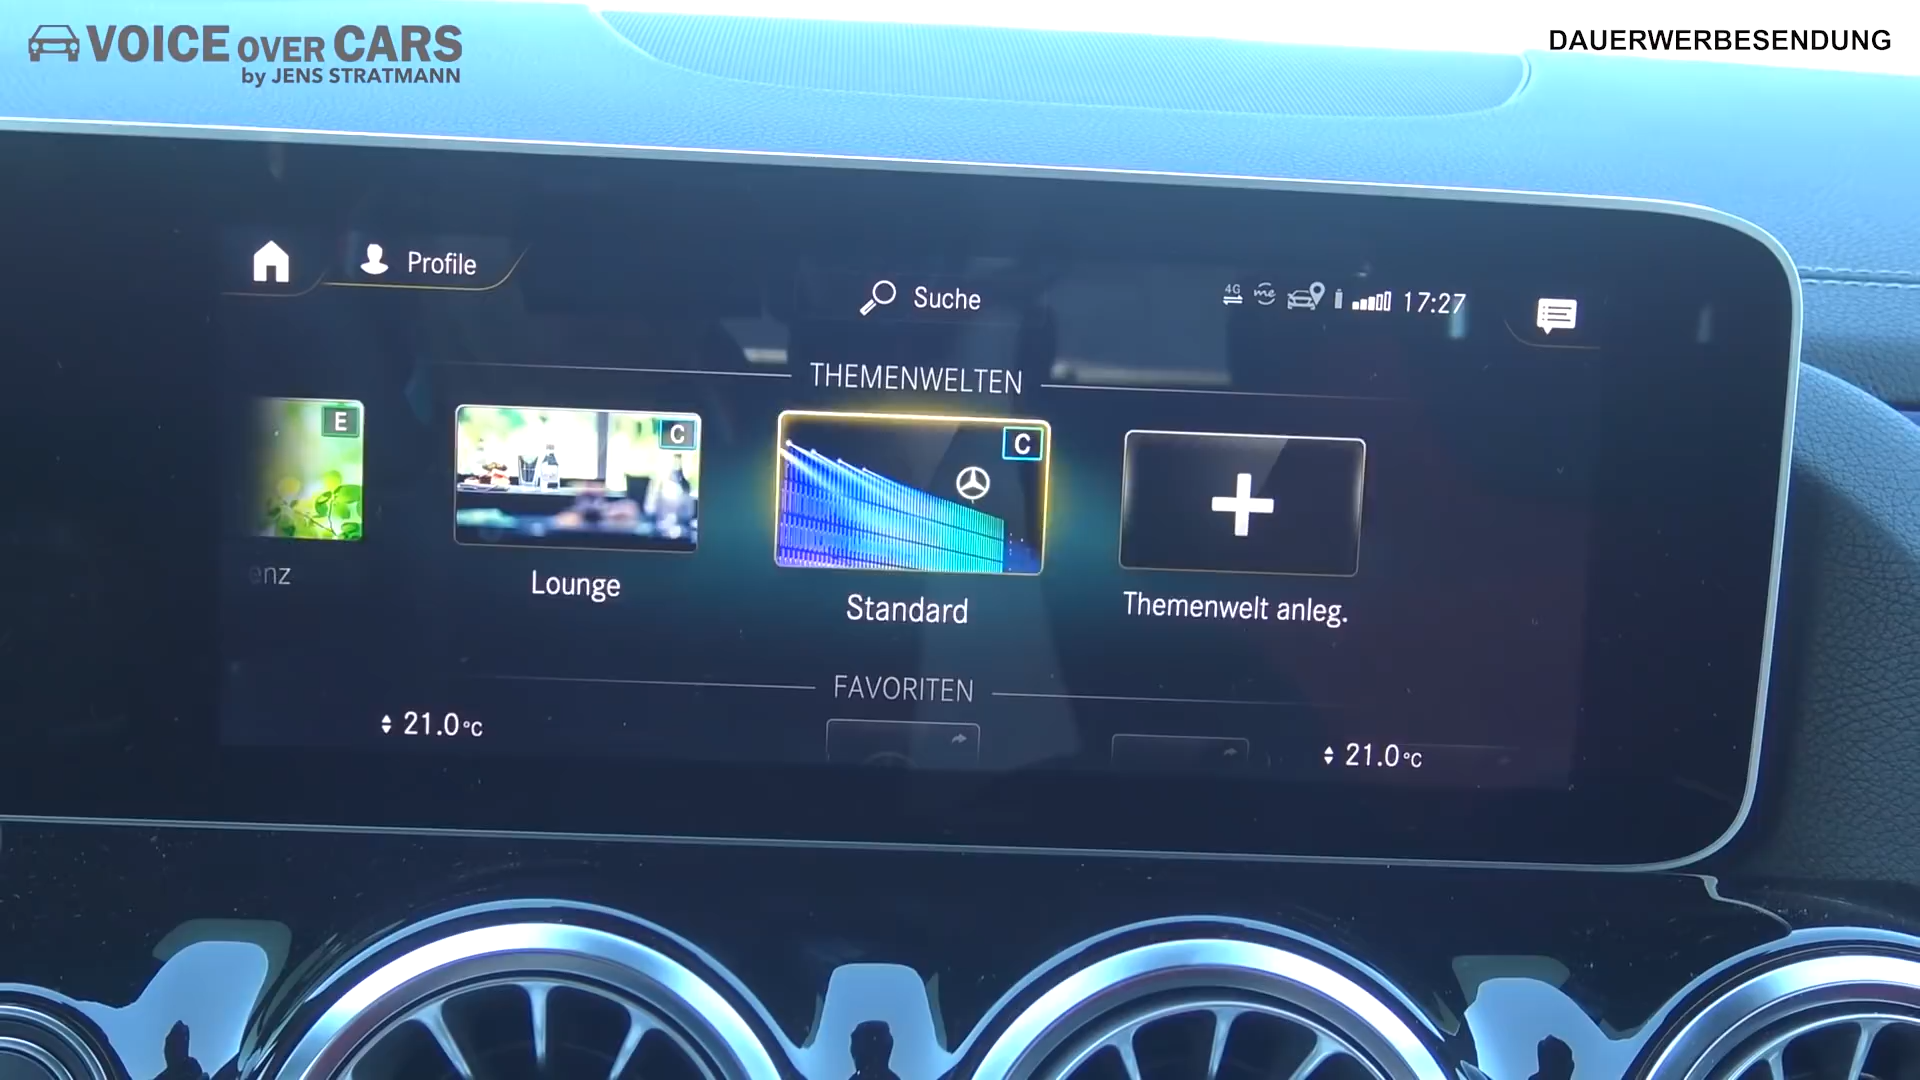 VOICE OVER CARS
by JENS STRATMANN
DAUERWERBESENDUNG
Profile
Suche
4G
me
17:27
THEMENWELTEN
E
C
C
enz
Lounge
Standard
Themenwelt anleg.
FAVORITEN
21.0°C
21.0°C